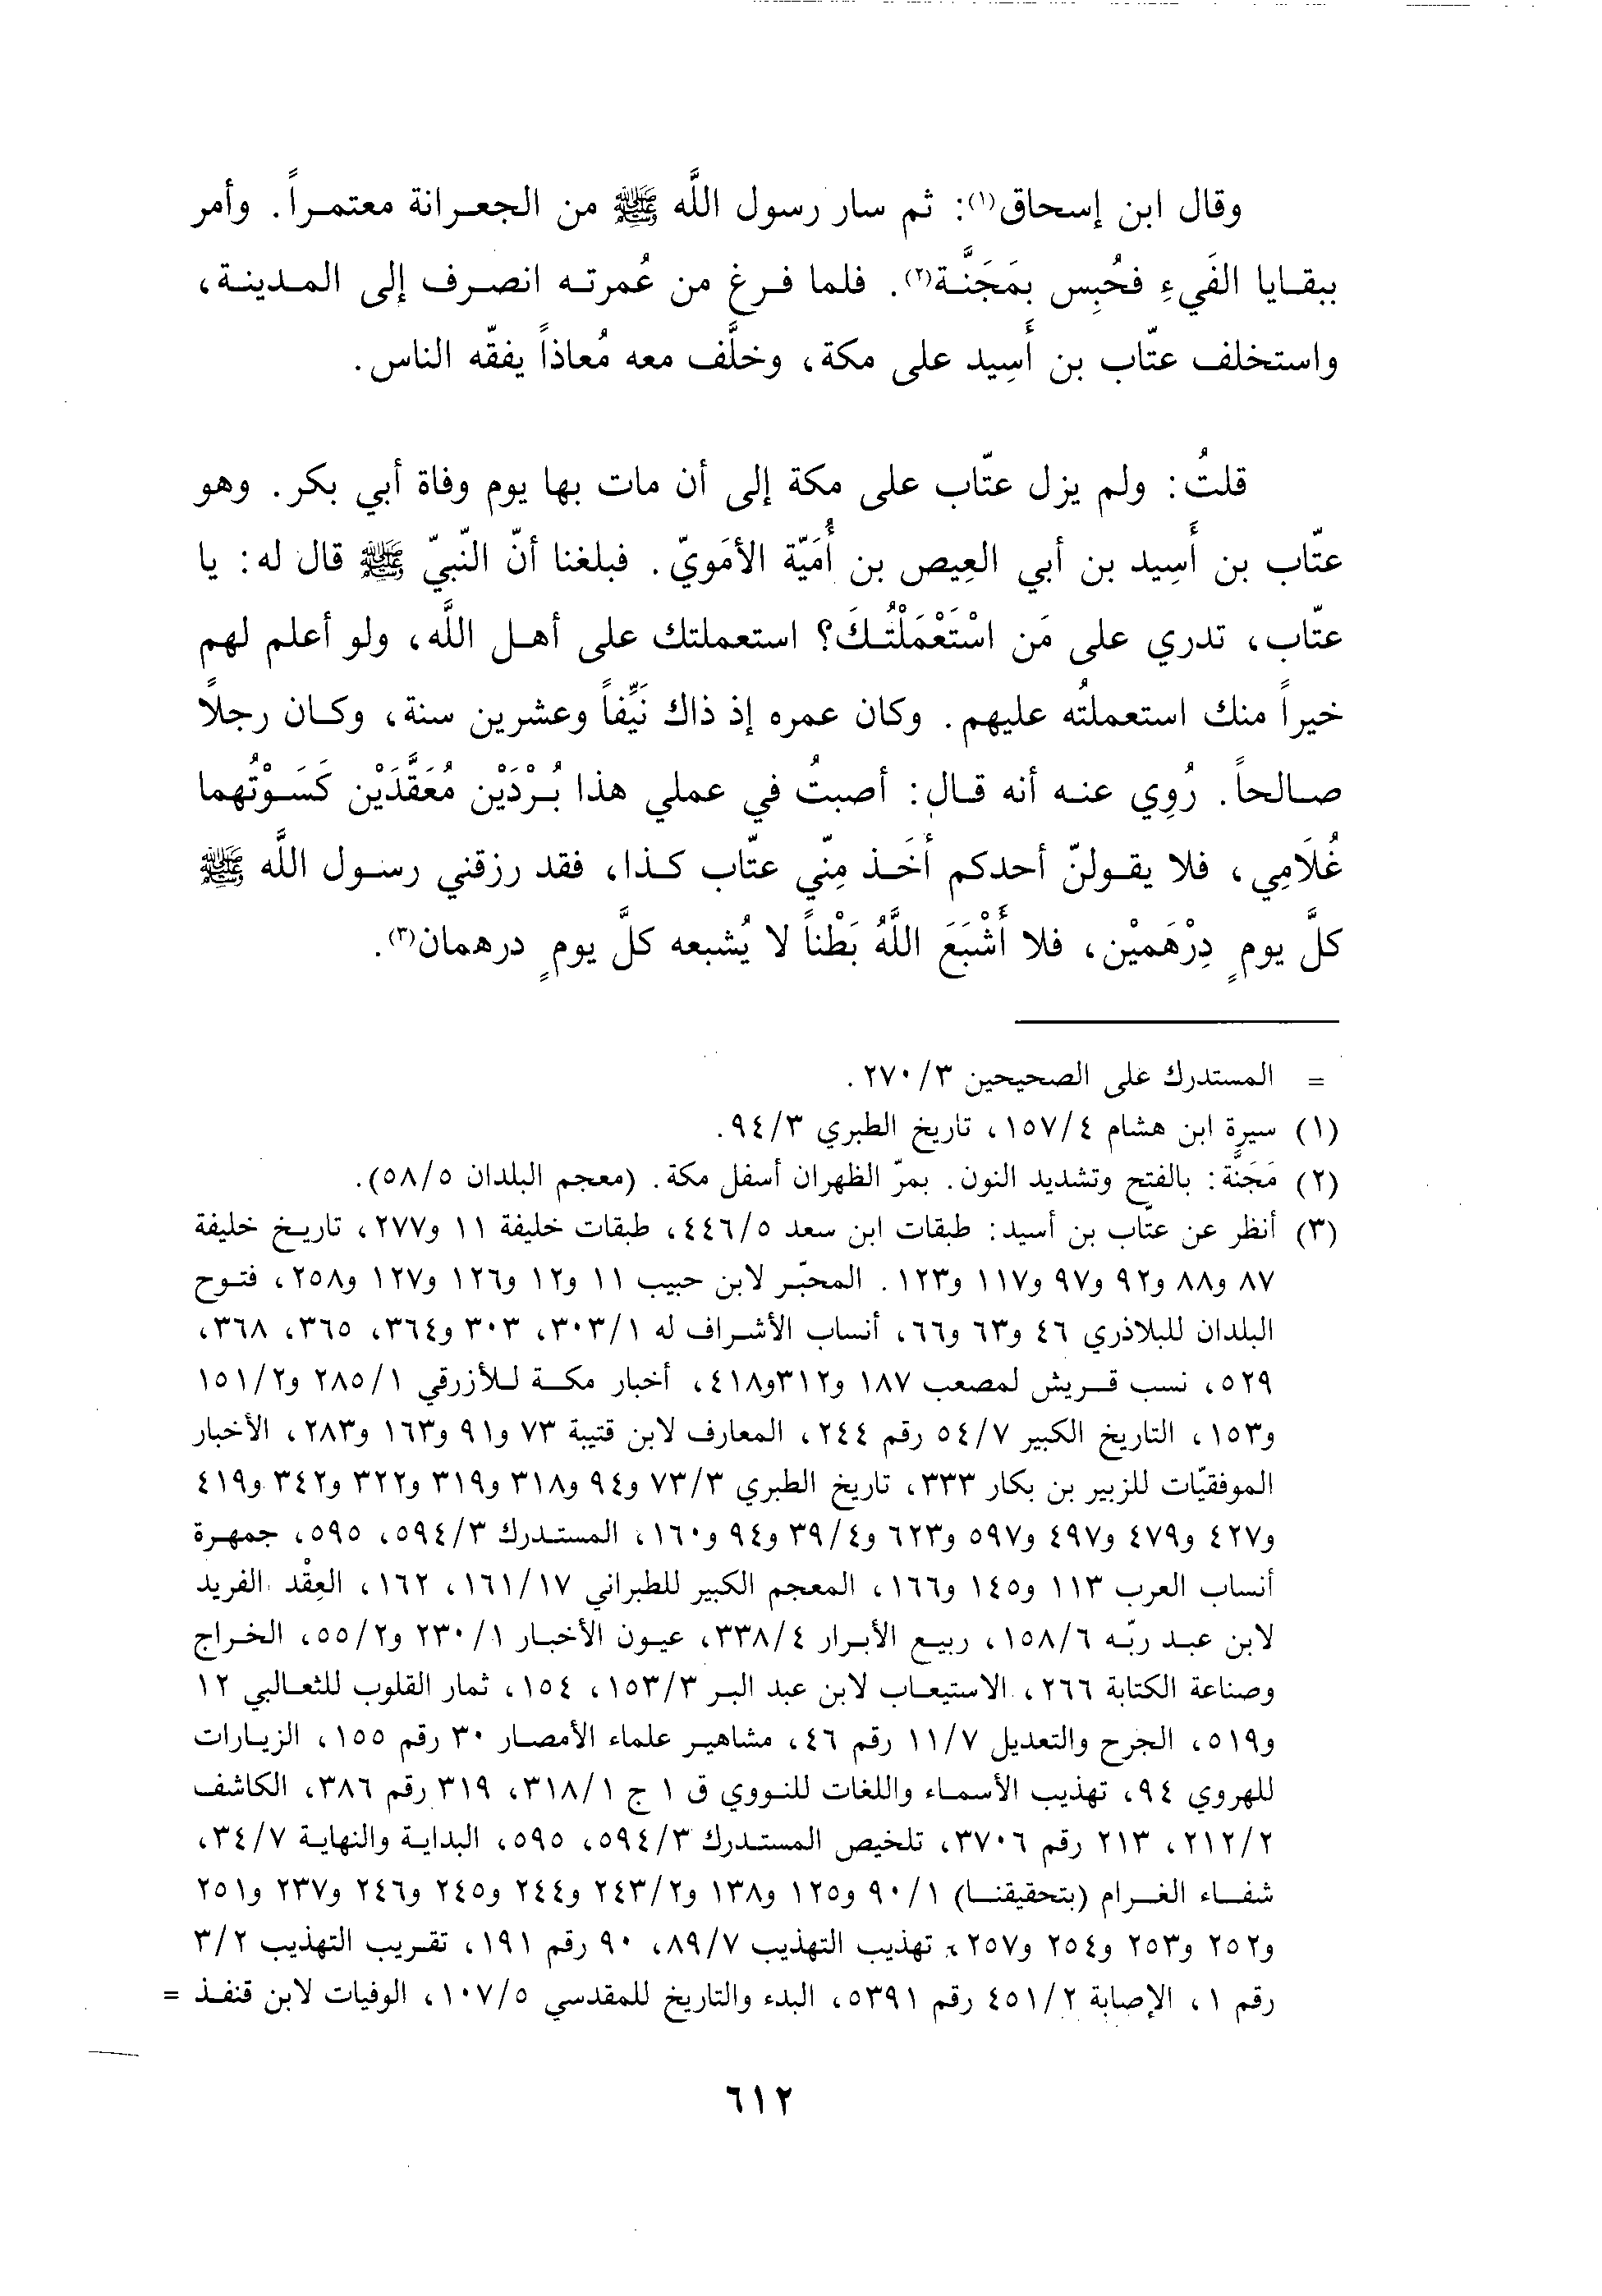 وقال ابن إسحاق(١): ثم سار رسول اللَّه ﷺ من الجعرانة معتمراً. وأمر
ببقايا الفَيءِ فحُبِس بمَجَنَّة(٢). فلما فرغ من عُمرته انصرف إلى المدينة،
واستخلف عتّاب بن أَسِيد على مكة، وخلَّف معه مُعاذاً يفقّه الناس.
قلتُ: ولم يزل عتّاب على مكة إلى أن مات بها يوم وفاة أبي بكر. وهو
عتّاب بن أَسِيد بن أبي العِيص بن أُمَيّة الأمَويّ. فبلغنا أنّ النّبيّ ﷺ قال له: يا
عتّاب، تدري على مَن اسْتَعْمَلْتُكَ؟ استعملتك على أهل اللَّه، ولو أعلم لهم
خيراً منك استعملتُه عليهم. وكان عمره إذ ذاك نَيِّفاً وعشرين سنة، وكان رجلاً
صالحاً. رُوِي عنه أنه قال: أصبتُ في عملي هذا بُرْدَيْن مُعَقَّدَيْن كَسَوْتُهما
غُلَامِي، فلا يقولنّ أحدكم أَخَذ مِنّي عتّاب كذا، فقد رزقني رسول اللَّه ﷺ
كلَّ يومٍ دِرْهَميْن، فلا أَشْبَعَ اللَّهُ بَطْناً لا يُشبعه كلَّ يومٍ درهمان(٣).
= المستدرك على الصحيحين ٢٧٠/٣.
(١) سيرة ابن هشام ١٥٧/٤، تاريخ الطبري ٩٤/٣.
(٢) مَجَنَّة: بالفتح وتشديد النون. بمرّ الظهران أسفل مكة. (معجم البلدان ٥٨/٥).
(٣) أنظر عن عتّاب بن أسيد: طبقات ابن سعد ٤٤٦/٥، طبقات خليفة ١١ و٢٧٧، تاريخ خليفة
٨٧ و٨٨ و٩٢ و٩٧ و١١٧ و١٢٣. المحبّر لابن حبيب ١١ و١٢ و١٢٦ و١٢٧ و٢٥٨، فتوح
البلدان للبلاذري ٤٦ و٦٣ و٦٦، أنساب الأشراف له ٣٠٣/١، ٣٠٣ و٣٦٤، ٣٦٥، ٣٦٨،
٥٢٩، نسب قريش لمصعب ١٨٧ و٣١٢و٤١٨، أخبار مكة للأزرقي ٢٨٥/١ و١٥١/٢
و١٥٣، التاريخ الكبير ٥٤/٧ رقم ٢٤٤، المعارف لابن قتيبة ٧٣ و٩١ و١٦٣ و٢٨٣، الأخبار
الموفقيّات للزبير بن بكار ٣٣٣، تاريخ الطبري ٧٣/٣ و٩٤ و٣١٨ و٣١٩ و٣٢٢ و٣٤٢ و٤١٩
و٤٢٧ و٤٧٩ و٤٩٧ و٥٩٧ و٦٢٣ و٣٩/٤ و٩٤ و١٦٠، المستدرك ٥٩٤/٣، ٥٩٥، جمهرة
أنساب العرب ١١٣ و١٤٥ و١٦٦، المعجم الكبير للطبراني ١٦١/١٧، ١٦٢، العِقْد الفريد
لابن عبد ربّه ١٥٨/٦، ربيع الأبرار ٣٣٨/٤، عيون الأخبار ٢٣٠/١ و٥٥/٢، الخراج
وصناعة الكتابة ٢٦٦، الاستيعاب لابن عبد البر ١٥٣/٣، ١٥٤، ثمار القلوب للثعالبي ١٢
و٥١٩، الجرح والتعديل ١١/٧ رقم ٤٦، مشاهير علماء الأمصار ٣٠ رقم ١٥٥، الزيارات
للهروي ٩٤، تهذيب الأسماء واللغات للنووي ق ١ ج ٣١٨/١، ٣١٩ رقم ٣٨٦، الكاشف
٢١٢/٢، ٢١٣ رقم ٣٧٠٦، تلخيص المستدرك ٥٩٤/٣، ٥٩٥، البداية والنهاية ٣٤/٧،
شفاء الغرام (بتحقيقنا) ٩٠/١ و١٢٥ و١٣٨ و٢٤٣/٢ و٢٤٤ و٢٤٥ و٢٤٦ و٢٣٧ و٢٥١
و٢٥٢ و٢٥٣ و٢٥٤ و٢٥٧، تهذيب التهذيب ٨٩/٧، ٩٠ رقم ١٩١، تقريب التهذيب ٣/٢
رقم ١، الإصابة ٤٥١/٢ رقم ٥٣٩١، البدء والتاريخ للمقدسي ١٠٧/٥، الوفيات لابن قنفذ =
٦١٢